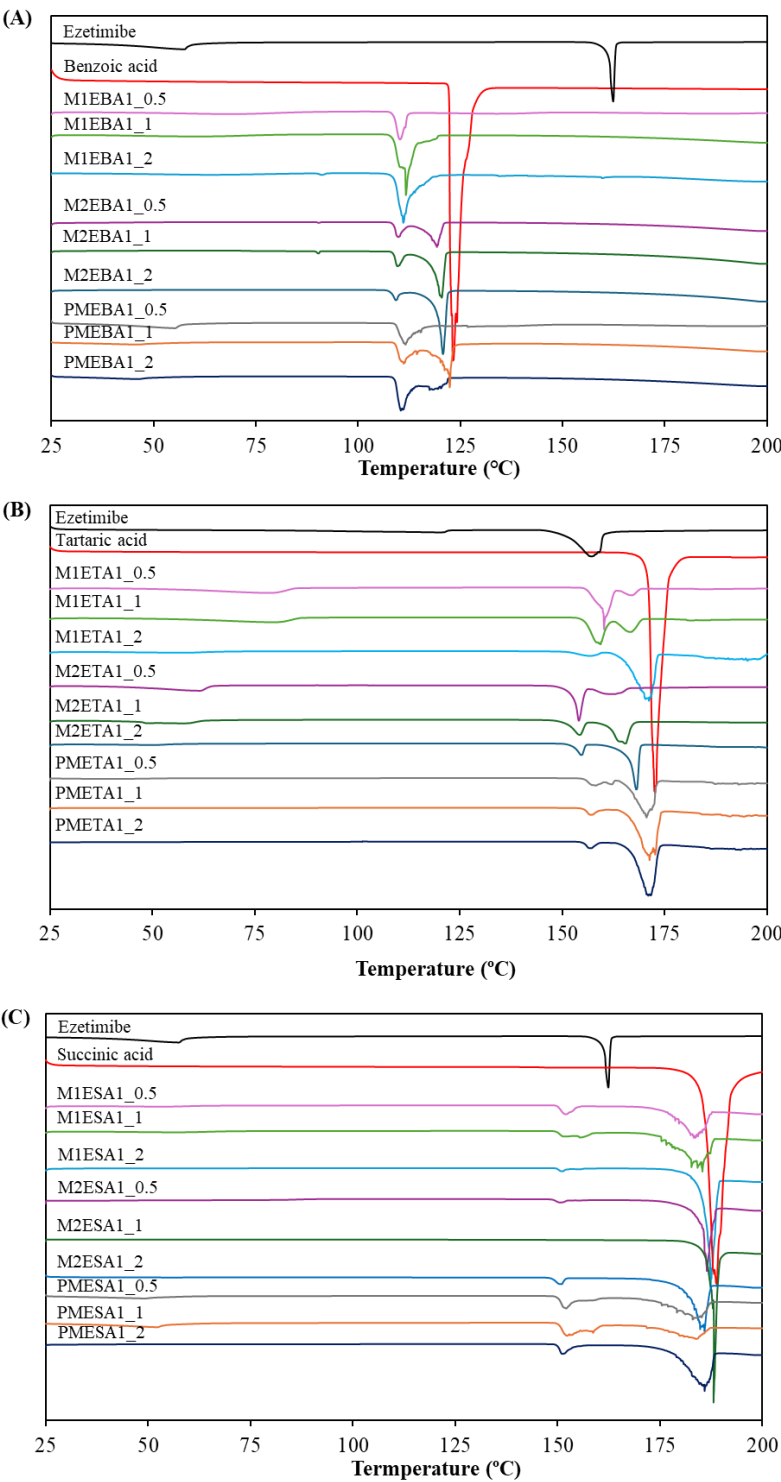 (A)
Ezetimibe
Benzoic acid
M1EBA1_0.5
M1EBA1_1
M1EBA1_2
M2EBA1_0.5
M2EBA1_1
M2EBA1_2
PMEBA1_0.5
PMEBA1_1
PMEBA1_2
25 50 75 100 125 150 175 200
Temperature (°C)
(B)
Ezetimibe
Tartaric acid
M1ETA1_0.5
M1ETA1_1
M1ETA1_2
M2ETA1_0.5
M2ETA1_1
M2ETA1_2
PMETA1_0.5
PMETA1_1
PMETA1_2
25 50 75 100 125 150 175 200
Temperature (ºC)
(C)
Ezetimibe
Succinic acid
M1ESA1_0.5
M1ESA1_1
M1ESA1_2
M2ESA1_0.5
M2ESA1_1
M2ESA1_2
PMESA1_0.5
PMESA1_1
PMESA1_2
25 50 75 100 125 150 175 200
Termperature (ºC)